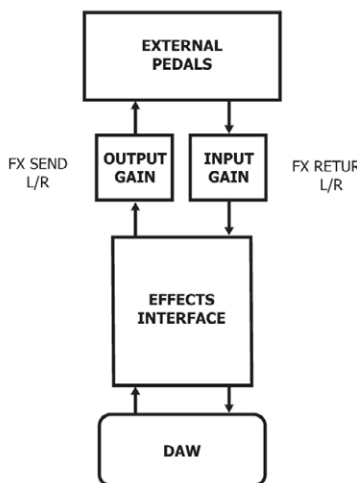 EXTERNAL
PEDALS
FX SEND
L/R
OUTPUT
GAIN
INPUT
GAIN
FX RETUR
L/R
EFFECTS
INTERFACE
DAW